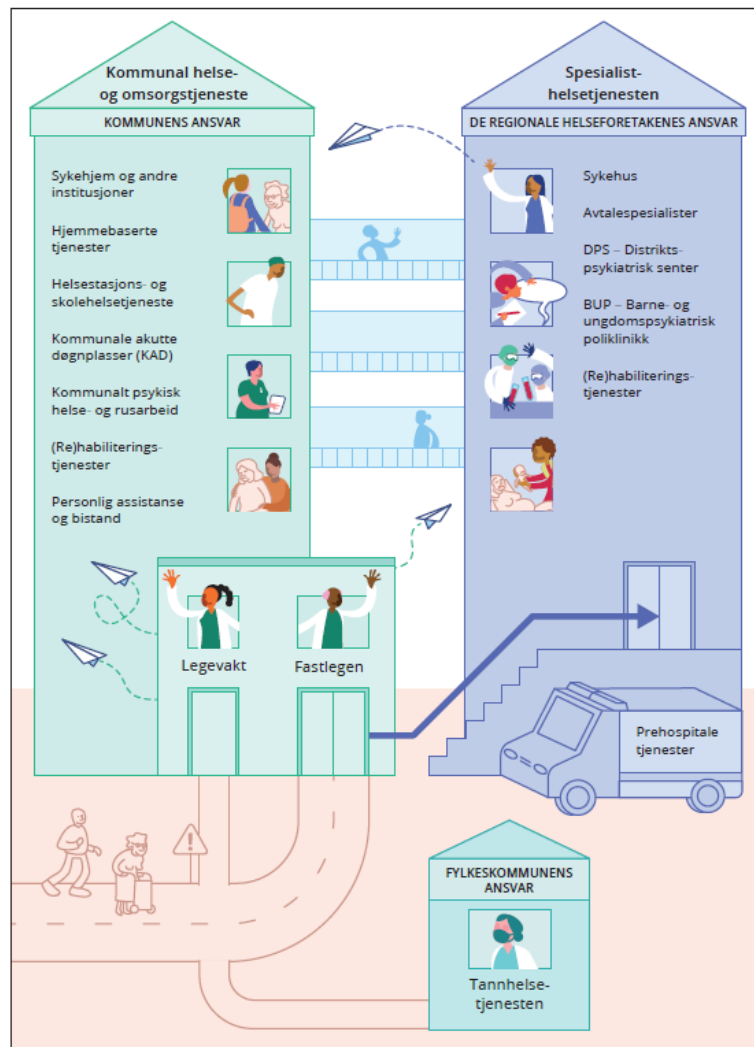 Kommunal helse-
og omsorgstjeneste
KOMMUNENS ANSVAR
Sykehjem og andre
institusjoner
Hjemmebaserte
tjenester
Helsestasjons- og
skolehelsetjeneste
Kommunale akutte
døgnplasser (KAD)
Kommunalt psykisk
helse- og rusarbeid
(Re)habiliterings-
tjenester
Personlig assistanse
og bistand
Legevakt
Fastlegen
Spesialist-
helsetjenesten
DE REGIONALE HELSEFORETAKENES ANSVAR
Sykehus
Avtalespesialister
DPS – Distrikts-
psykiatrisk senter
BUP – Barne- og
ungdomspsykiatrisk
poliklinikk
(Re)habiliterings-
tjenester
Prehospitale
tjenester
FYLKESKOMMUNENS
ANSVAR
Tannhelse-
tjenesten